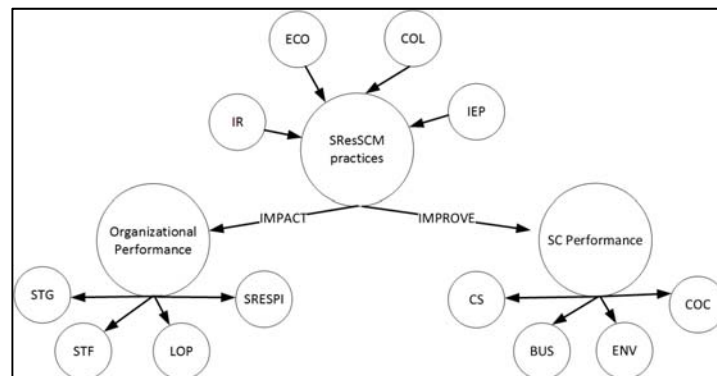 ECO
COL
IR
IEP
SResSCM
practices
IMPACT
IMPROVE
Organizational
Performance
SC Performance
STG
SRESPI
STF
LOP
CS
COC
BUS
ENV